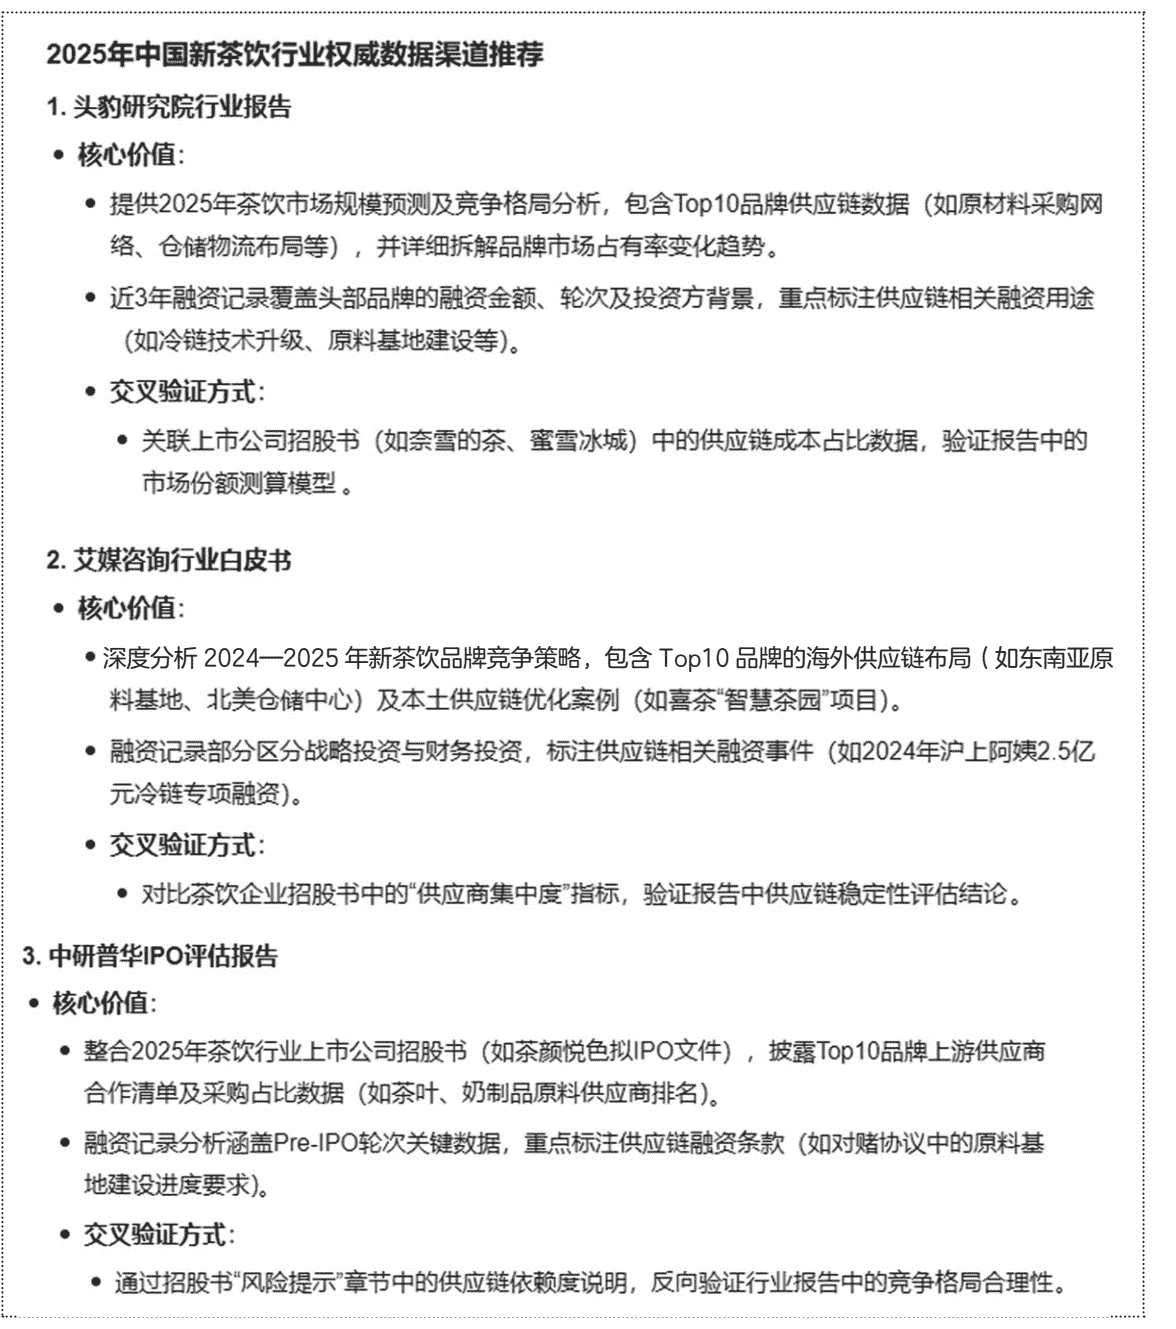 2025年中国新茶饮行业权威数据渠道推荐
1. 头豹研究院行业报告
• 核心价值：
• 提供2025年茶饮市场规模预测及竞争格局分析，包含Top10品牌供应链数据（如原材料采购网
络、仓储物流布局等），并详细拆解品牌市场占有率变化趋势。
• 近3年融资记录覆盖头部品牌的融资金额、轮次及投资方背景，重点标注供应链相关融资用途
（如冷链技术升级、原料基地建设等）。
• 交叉验证方式：
• 关联上市公司招股书（如奈雪的茶、蜜雪冰城）中的供应链成本占比数据，验证报告中的
市场份额测算模型 。
2. 艾媒咨询行业白皮书
• 核心价值：
• 深度分析 2024—2025 年新茶饮品牌竞争策略，包含 Top10 品牌的海外供应链布局（如东南亚原
料基地、北美仓储中心）及本土供应链优化案例（如喜茶“智慧茶园”项目）。
• 融资记录部分区分战略投资与财务投资，标注供应链相关融资事件（如2024年沪上阿姨2.5亿
元冷链专项融资）。
• 交叉验证方式：
• 对比茶饮企业招股书中的“供应商集中度”指标，验证报告中供应链稳定性评估结论。
3. 中研普华IPO评估报告
• 核心价值：
• 整合2025年茶饮行业上市公司招股书（如茶颜悦色拟IPO文件），披露Top10品牌上游供应商
合作清单及采购占比数据（如茶叶、奶制品原料供应商排名）。
• 融资记录分析涵盖Pre-IPO轮次关键数据，重点标注供应链融资条款（如对赌协议中的原料基
地建设进度要求）。
• 交叉验证方式：
• 通过招股书“风险提示”章节中的供应链依赖度说明，反向验证行业报告中的竞争格局合理性。